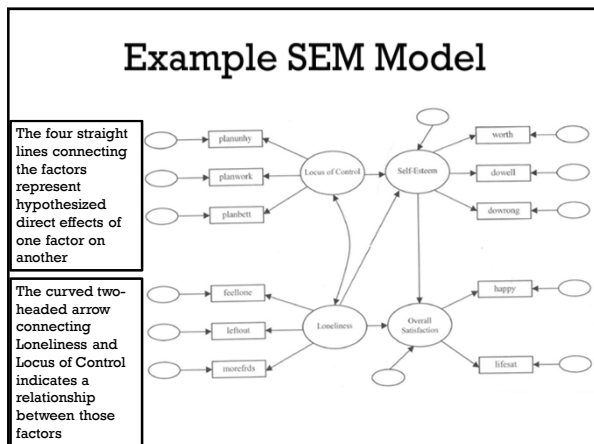 Example SEM Model
The four straight
lines connecting
the factors
represent
hypothesized
direct effects of
one factor on
another
The curved two-
headed arrow
connecting
Loneliness and
Locus of Control
indicates a
relationship
between those
factors
planunhy
planwork
planbett
Locus of Control
Self-Esteem
worth
dowell
dowrong
feellone
leftout
morefrds
Loneliness
Overall
Satisfaction
happy
lifesat